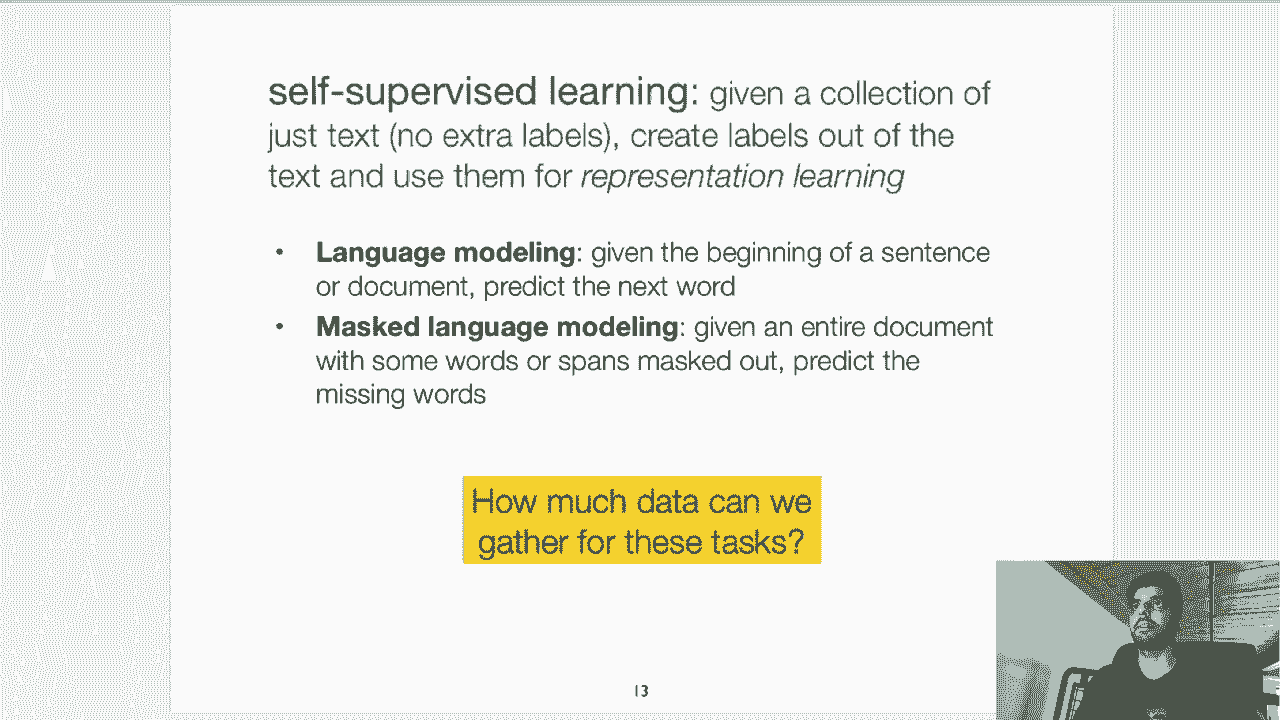 self-supervised learning: given a collection of
just text (no extra labels), create labels out of the
text and use them for representation learning
• Language modeling: given the beginning of a sentence
or document, predict the next word
• Masked language modeling: given an entire document
with some words or spans masked out, predict the
missing words
How much data can we
gather for these tasks?
13